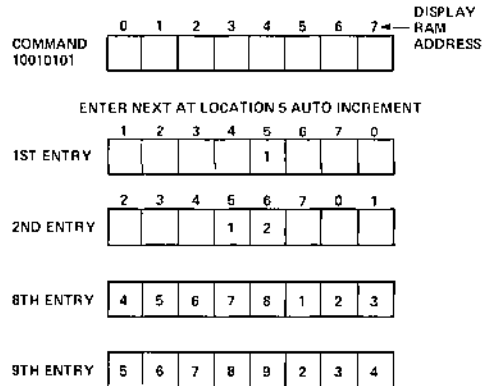 DISPLAY
0 1 2 3 4 5 6 7 RAM
COMMAND ADDRESS
10010101
ENTER NEXT AT LOCATION 5 AUTO INCREMENT
1 2 3 4 5 6 7 0
1ST ENTRY 1
2 3 4 5 6 7 0 1
2ND ENTRY 1 2
8TH ENTRY 4 5 6 7 8 1 2 3
9TH ENTRY 5 6 7 8 9 2 3 4